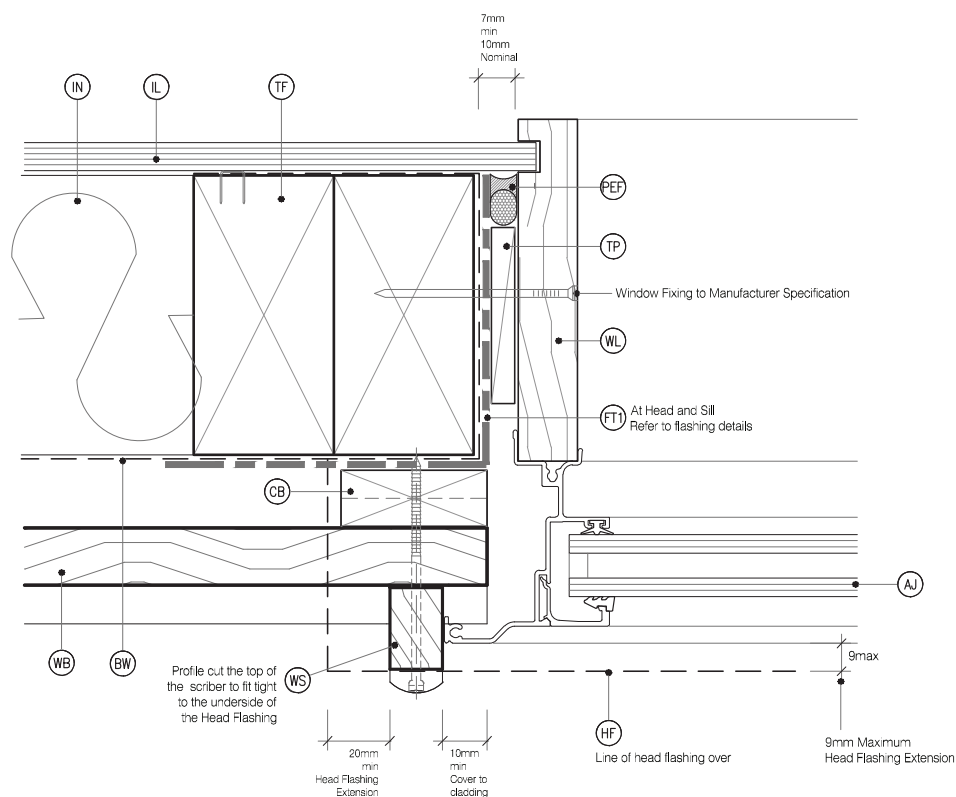 7mm
min
10mm
Nominal
IN
IL
TF
PEF
TP
Window Fixing to Manufacturer Specification
WL
FT1
At Head and Sill
Refer to flashing details
CB
AJ
WB
BW
9max
Profile cut the top of
the scriber to fit tight
to the underside of
the Head Flashing
WS
HF
Line of head flashing over
9mm Maximum
Head Flashing Extension
20mm
min
Head Flashing
Extension
10mm
min
Cover to
cladding